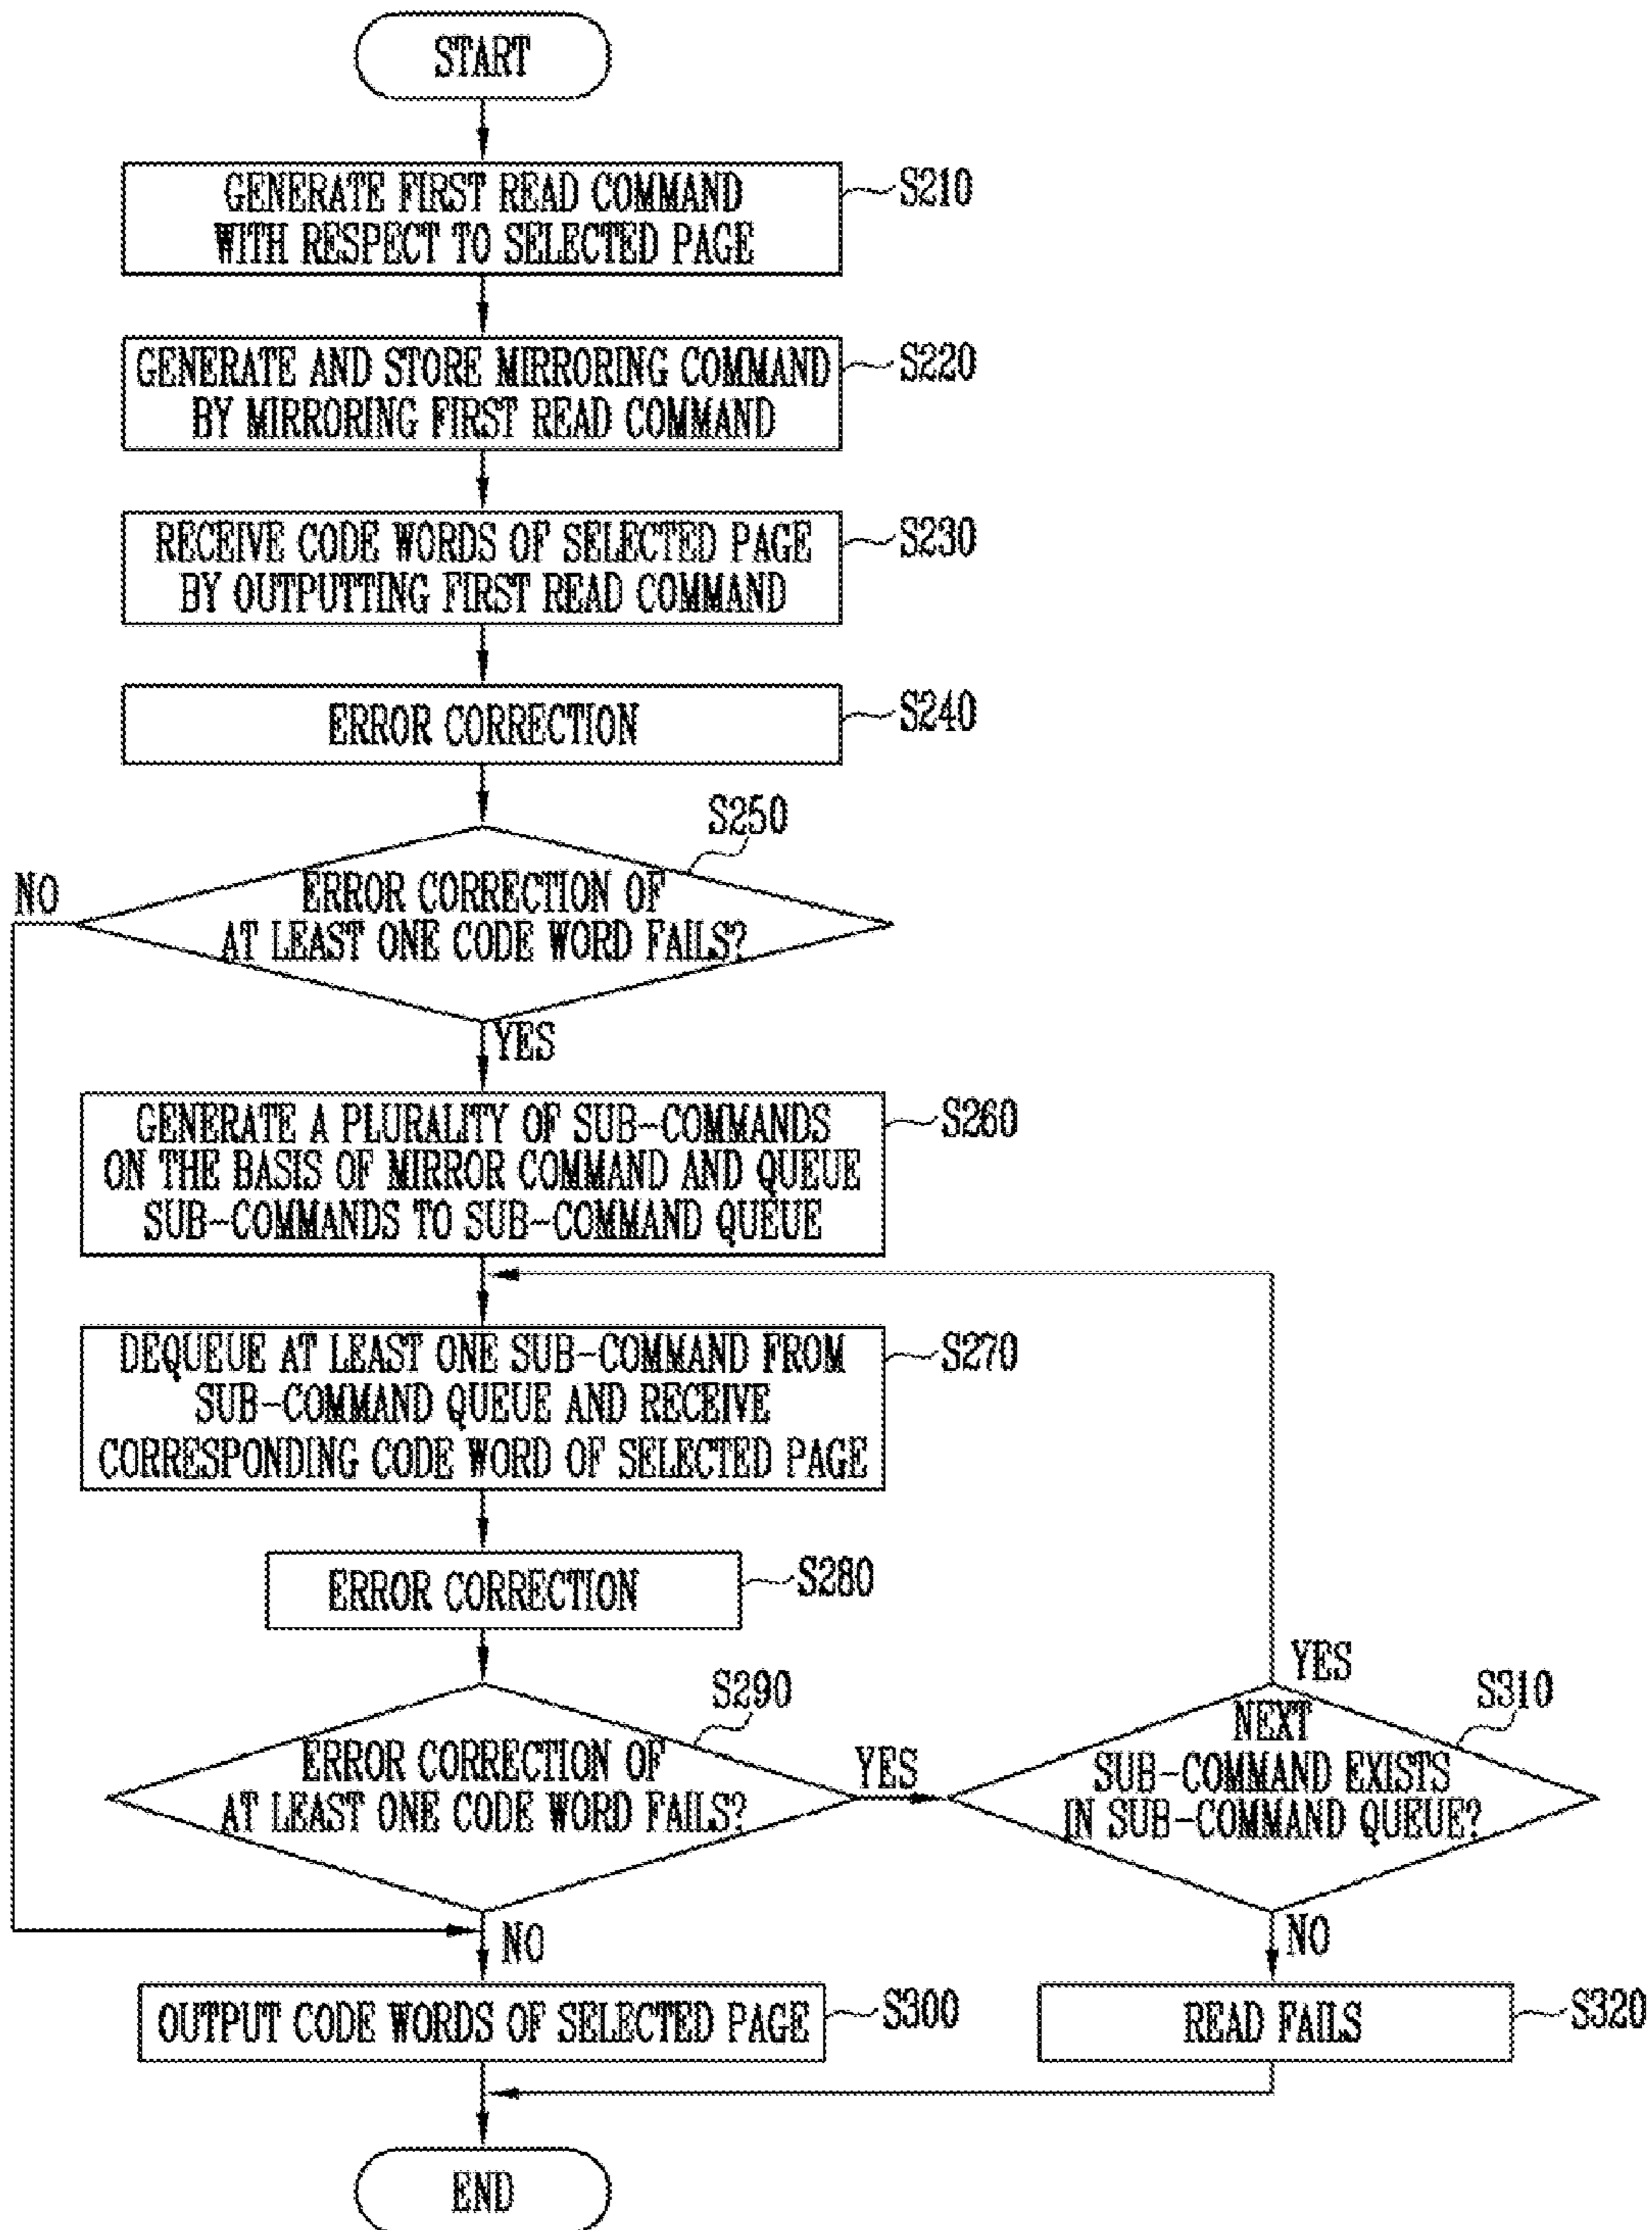 START
GENERATE FIRST READ COMMAND
WITH RESPECT TO SELECTED PAGE
S210
GENERATE AND STORE MIRRORING COMMAND
BY MIRRORING FIRST READ COMMAND
S220
RECEIVE CODE WORDS OF SELECTED PAGE
BY OUTPUTTING FIRST READ COMMAND
S230
ERROR CORRECTION
S240
S250
NO
ERROR CORRECTION OF
AT LEAST ONE CODE WORD FAILS?
YES
GENERATE A PLURALITY OF SUB-COMMANDS
ON THE BASIS OF MIRROR COMMAND AND QUEUE
SUB-COMMANDS TO SUB-COMMAND QUEUE
S260
DEQUEUE AT LEAST ONE SUB-COMMAND FROM
SUB-COMMAND QUEUE AND RECEIVE
CORRESPONDING CODE WORD OF SELECTED PAGE
S270
ERROR CORRECTION
S280
S290
ERROR CORRECTION OF
AT LEAST ONE CODE WORD FAILS?
YES
YES
S310
NEXT
SUB-COMMAND EXISTS
IN SUB-COMMAND QUEUE?
NO
NO
OUTPUT CODE WORDS OF SELECTED PAGE
S300
READ FAILS
S320
END